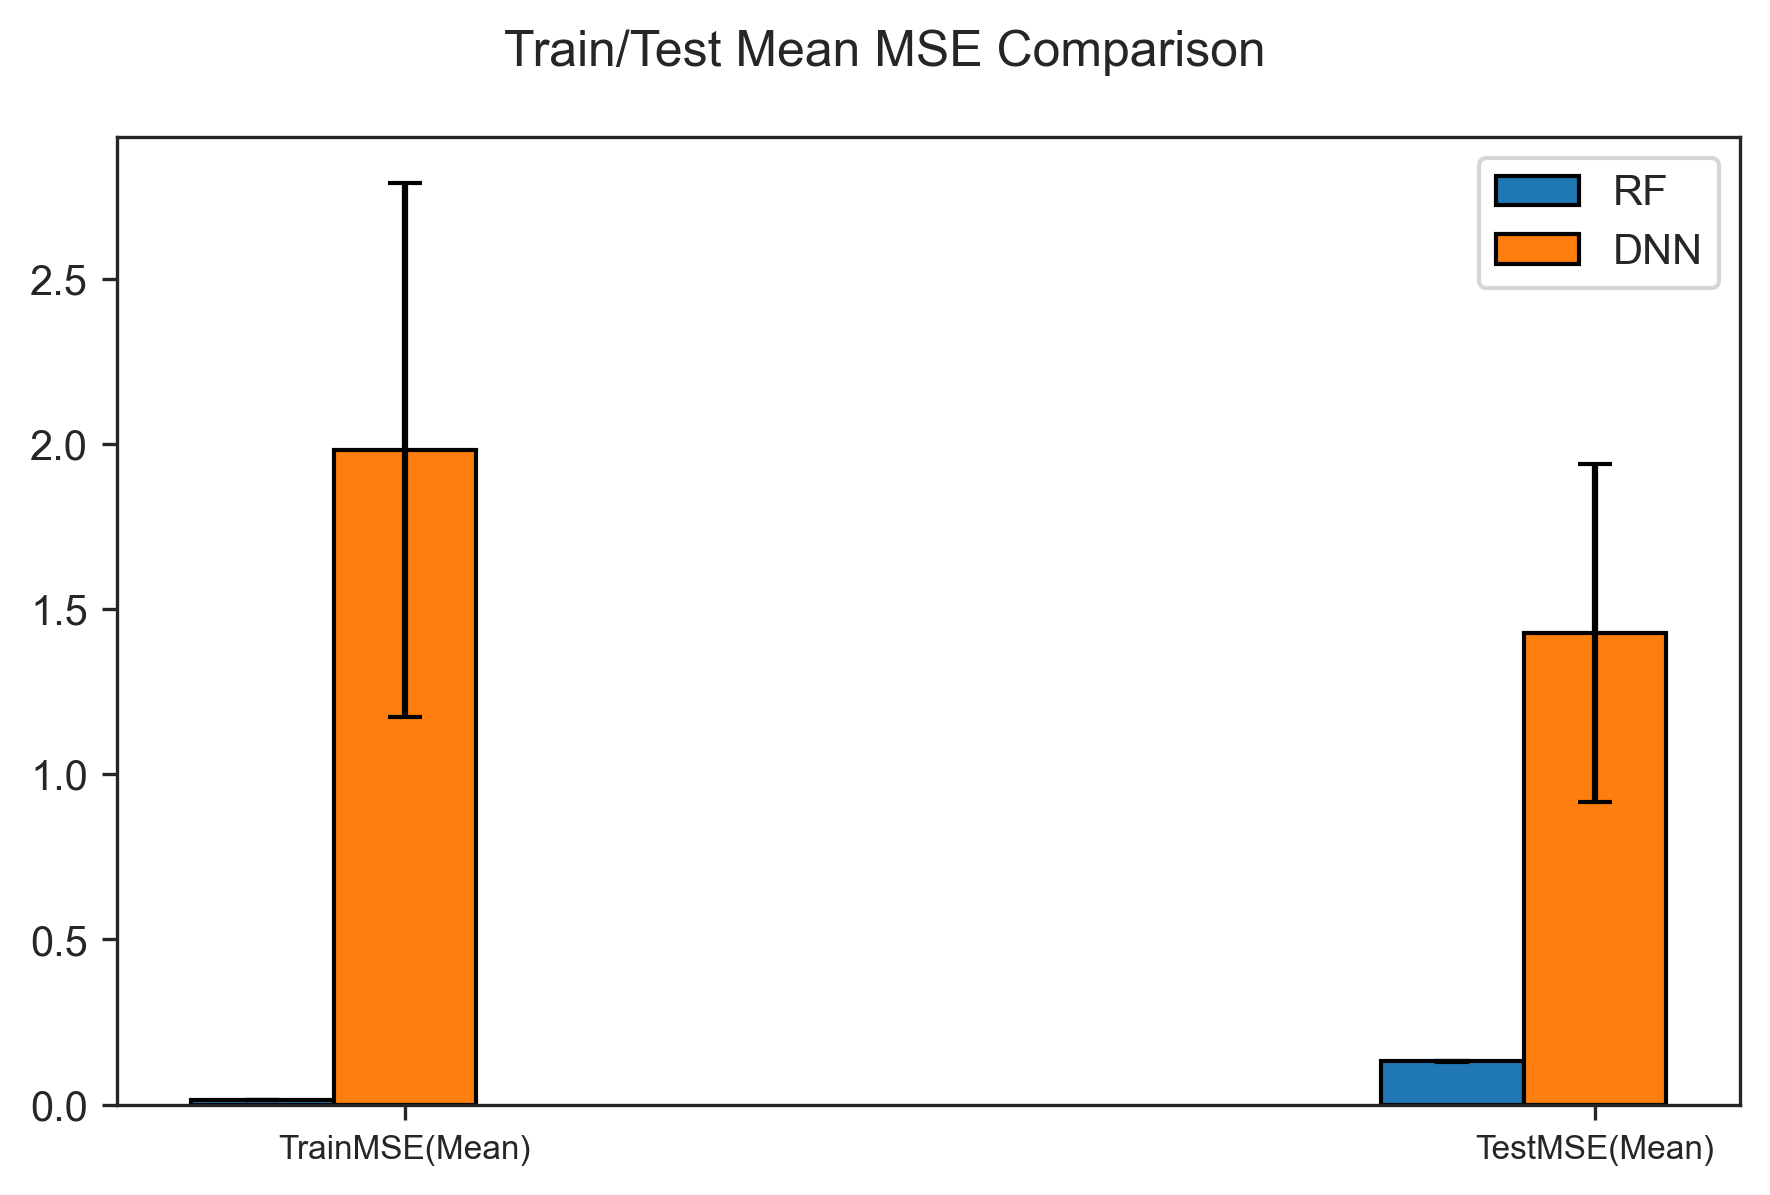 Train/Test Mean MSE Comparison
RF
DNN
2.5
2.0
1.5
1.0
0.5
0.0
TrainMSE(Mean)
TestMSE(Mean)